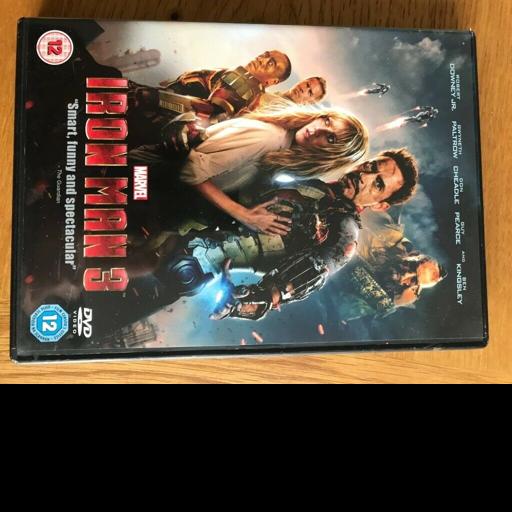 ROBERT DOWNEY JR.
GWYNETH PALTROW
DON CHEADLE
GUY PEARCE
AND BEN KINGSLEY
MARVEL
IRON MAN 3
"Smart, funny and spectacular"
- The Guardian
12
DVD
VIDEO
12